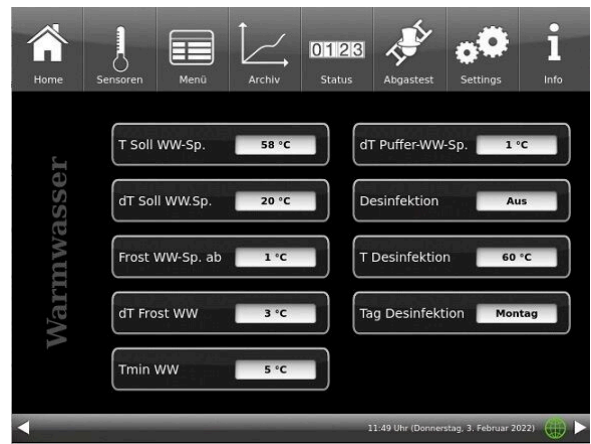 0123
Home Sensoren Menü Archiv Status Abgastest Settings Info
Warmwasser
T Soll WW-Sp. 58 °C
dT Soll WW.Sp. 20 °C
Frost WW-Sp. ab 1 °C
dT Frost WW 3 °C
Tmin WW 5 °C
dT Puffer-WW-Sp. 1 °C
Desinfektion Aus
T Desinfektion 60 °C
Tag Desinfektion Montag
11:49 Uhr (Donnerstag, 3. Februar 2022)